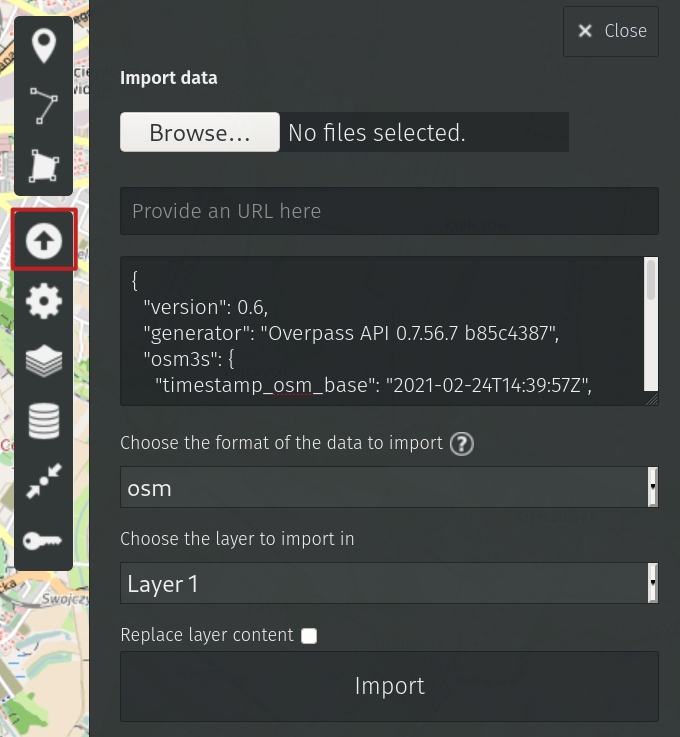 Close
Import data
Browse... No files selected.
Provide an URL here
{
"version": 0.6,
"generator": "Overpass API 0.7.56.7 b85c4387",
"osm3s": {
"timestamp_osm_base": "2021-02-24T14:39:57Z",
Choose the format of the data to import ?
osm
Choose the layer to import in
Layer 1
Replace layer content
Import
Swojczy